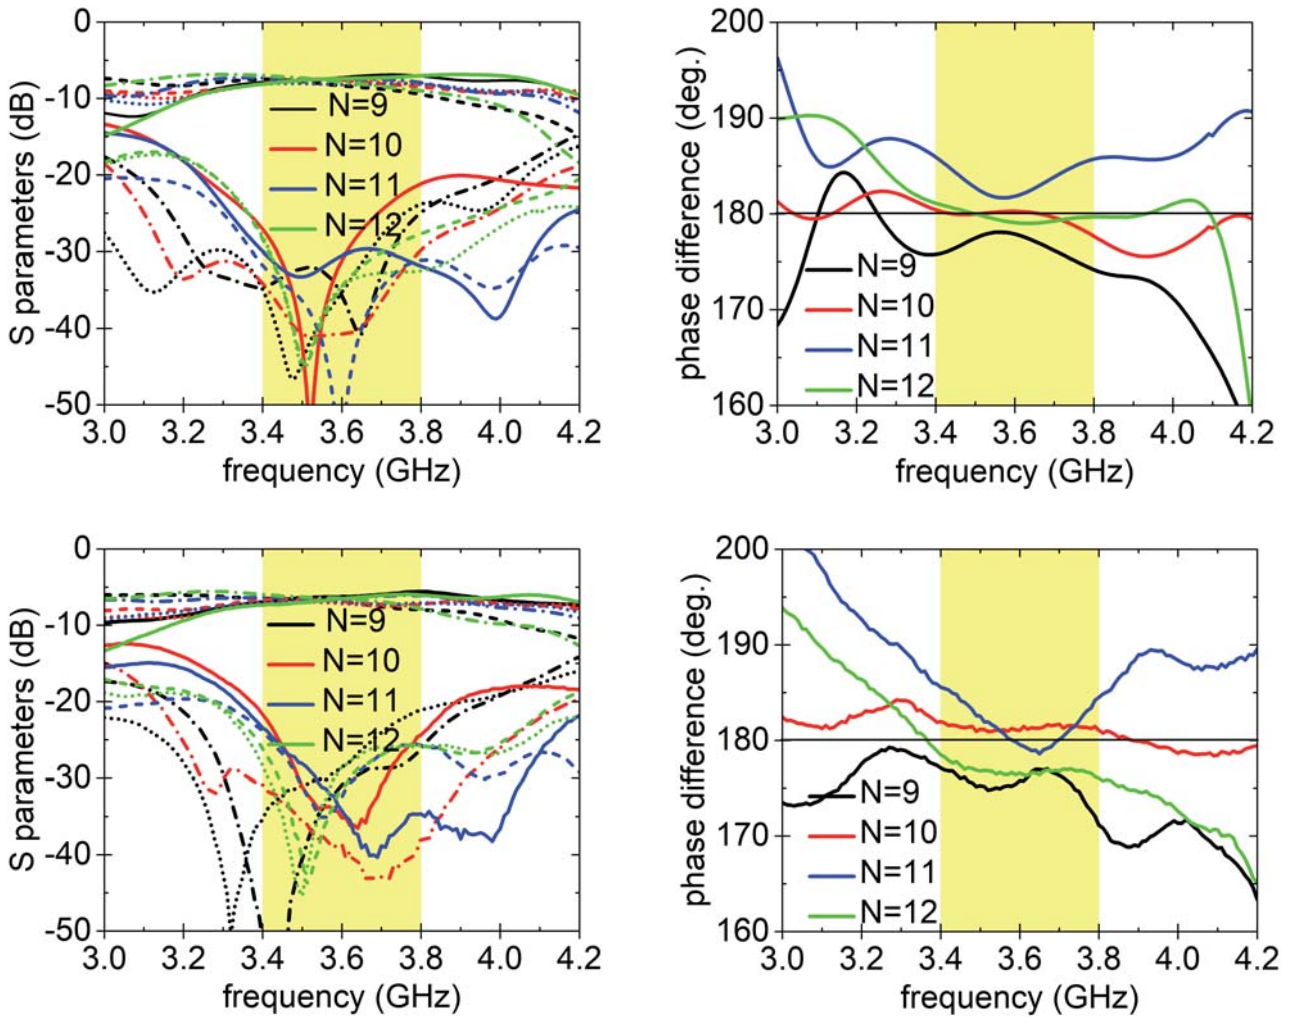 S parameters (dB)
0
-10
-20
-30
-40
-50
N=9
N=10
N=11
N=12
3.0 3.2 3.4 3.6 3.8 4.0 4.2
frequency (GHz)
phase difference (deg.)
200
190
180
170
160
N=9
N=10
N=11
N=12
3.0 3.2 3.4 3.6 3.8 4.0 4.2
frequency (GHz)
S parameters (dB)
0
-10
-20
-30
-40
-50
N=9
N=10
N=11
N=12
3.0 3.2 3.4 3.6 3.8 4.0 4.2
frequency (GHz)
phase difference (deg.)
200
190
180
170
160
N=9
N=10
N=11
N=12
3.0 3.2 3.4 3.6 3.8 4.0 4.2
frequency (GHz)